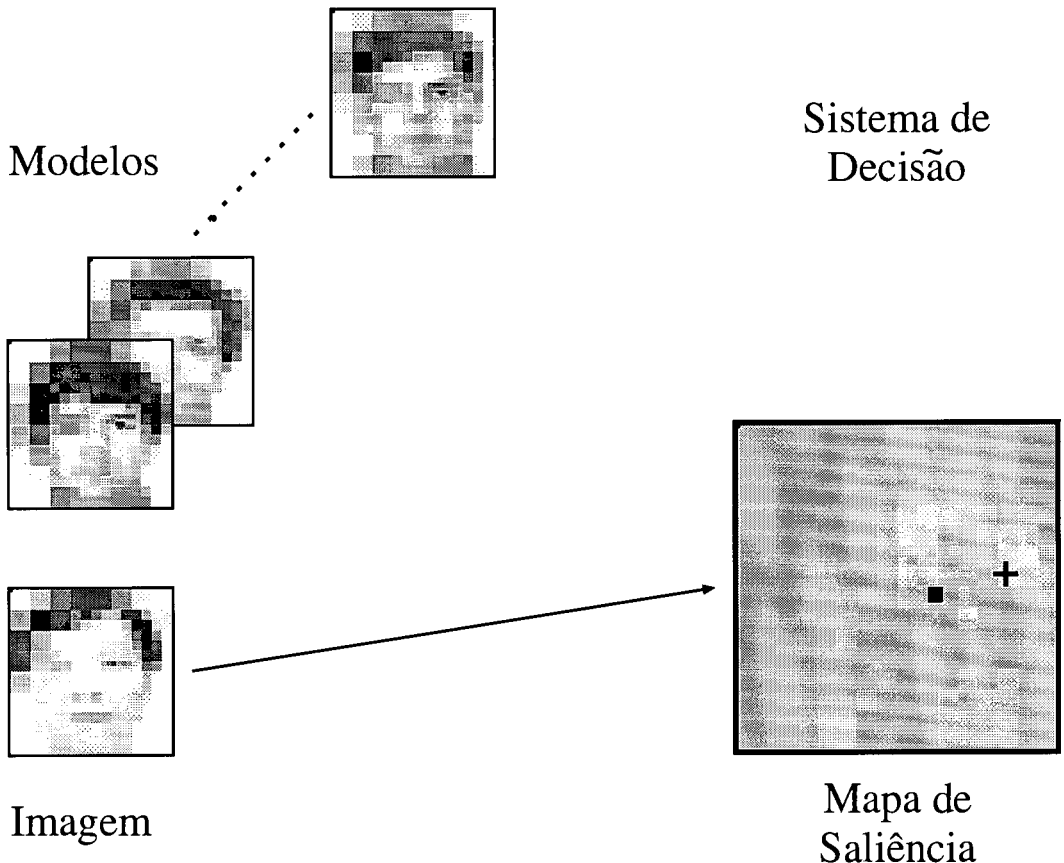 Sistema de
Decisão
Modelos
Imagem
Mapa de
Saliência